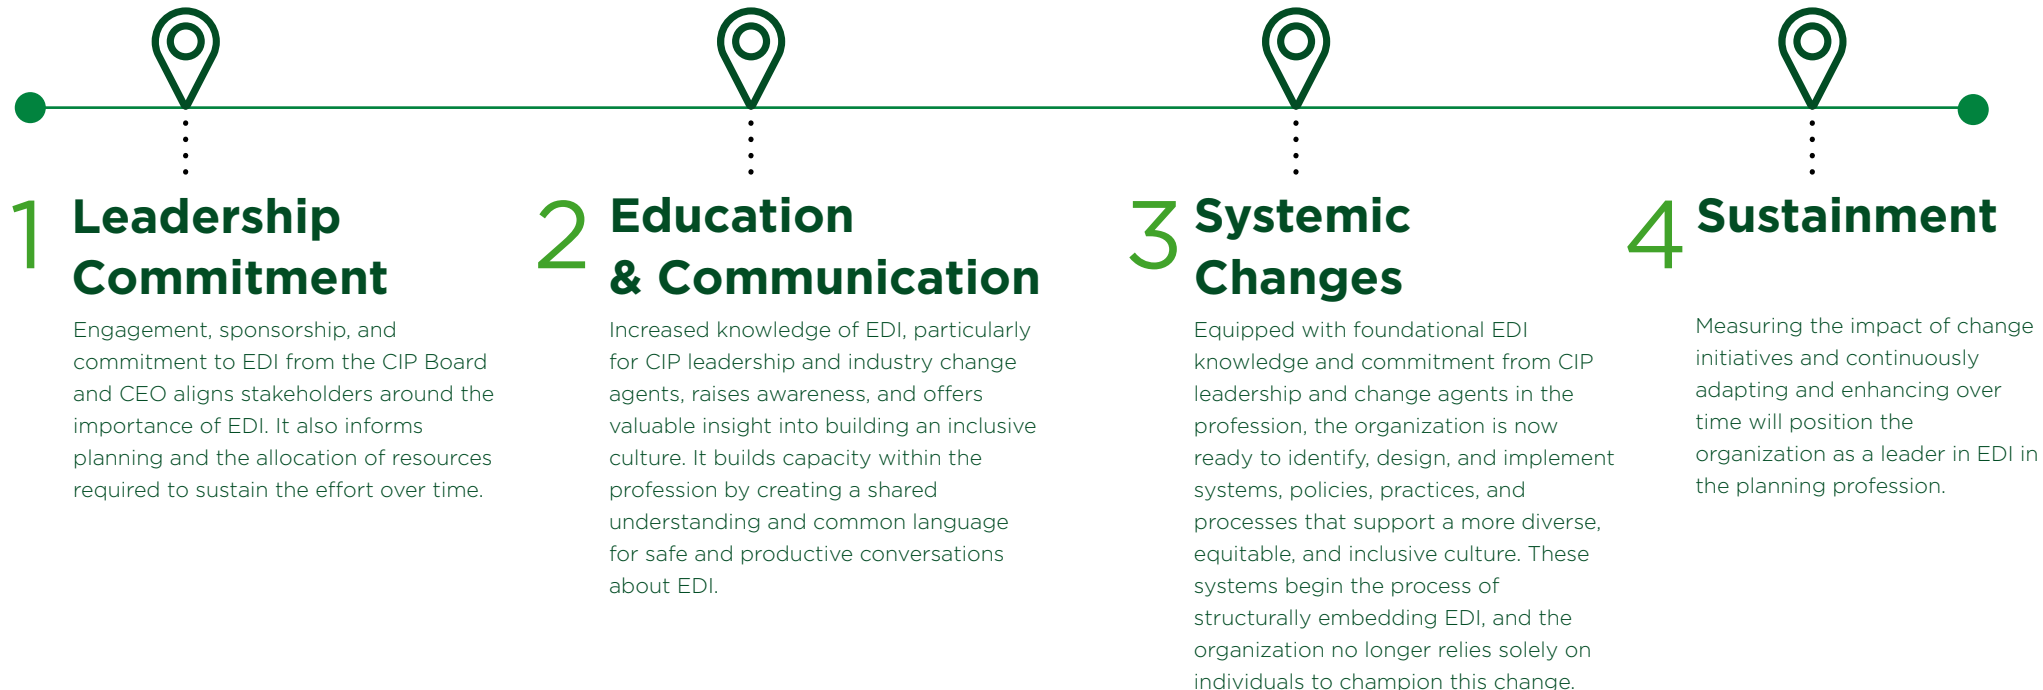 1
Leadership
Commitment
Engagement, sponsorship, and
commitment to EDI from the CIP Board
and CEO aligns stakeholders around the
importance of EDI. It also informs
planning and the allocation of resources
required to sustain the effort over time.
2
Education
& Communication
Increased knowledge of EDI, particularly
for CIP leadership and industry change
agents, raises awareness, and offers
valuable insight into building an inclusive
culture. It builds capacity within the
profession by creating a shared
understanding and common language
for safe and productive conversations
about EDI.
3
Systemic
Changes
Equipped with foundational EDI
knowledge and commitment from CIP
leadership and change agents in the
profession, the organization is now
ready to identify, design, and implement
systems, policies, practices, and
processes that support a more diverse,
equitable, and inclusive culture. These
systems begin the process of
structurally embedding EDI, and the
organization no longer relies solely on
individuals to champion this change.
4
Sustainment
Measuring the impact of change
initiatives and continuously
adapting and enhancing over
time will position the
organization as a leader in EDI in
the planning profession.